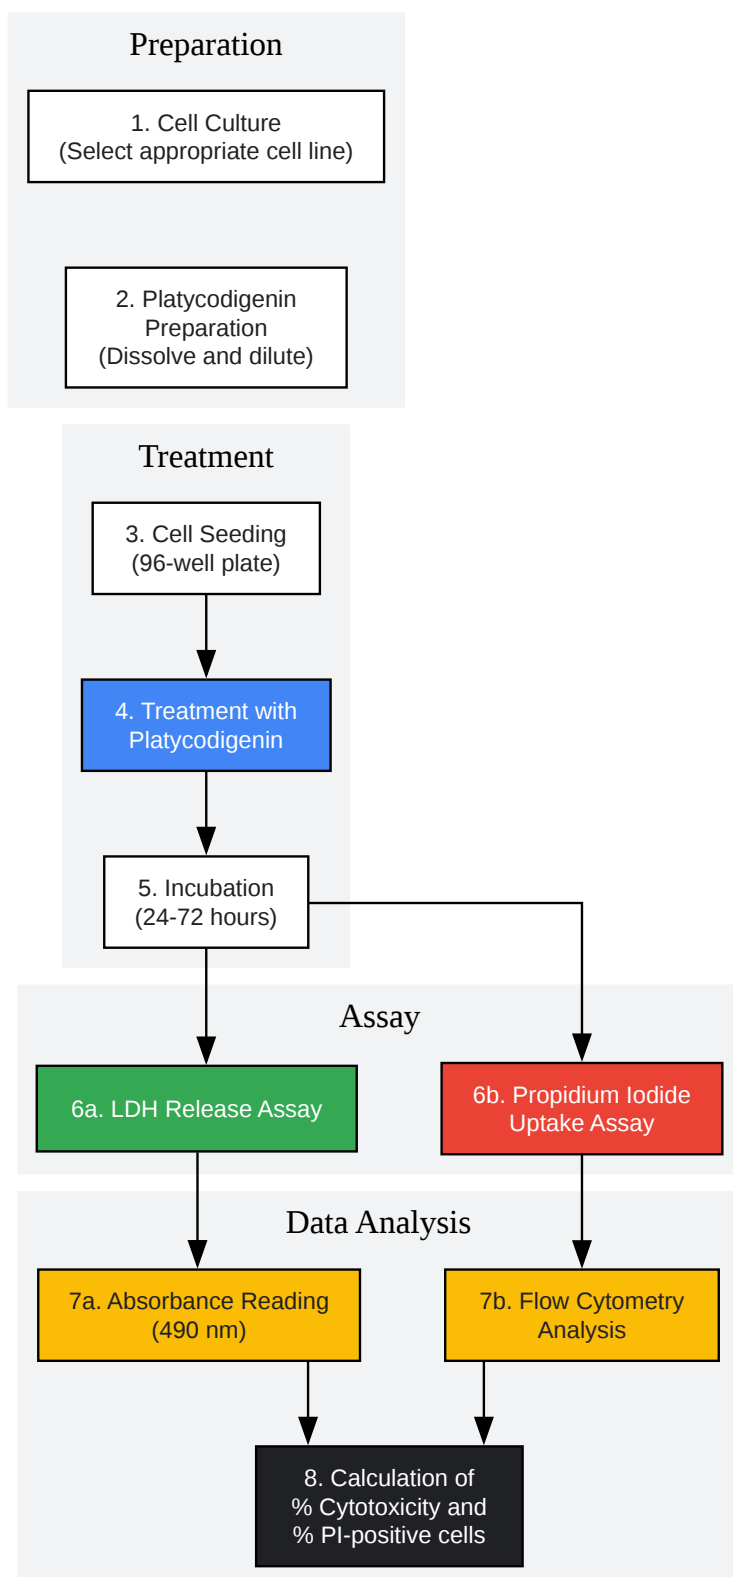 Preparation
1. Cell Culture
(Select appropriate cell line)
2. Platycodigenin
Preparation
(Dissolve and dilute)
Treatment
3. Cell Seeding
(96-well plate)
4. Treatment with
Platycodigenin
5. Incubation
(24-72 hours)
Assay
6a. LDH Release Assay
6b. Propidium Iodide
Uptake Assay
Data Analysis
7a. Absorbance Reading
(490 nm)
7b. Flow Cytometry
Analysis
8. Calculation of
% Cytotoxicity and
% PI-positive cells